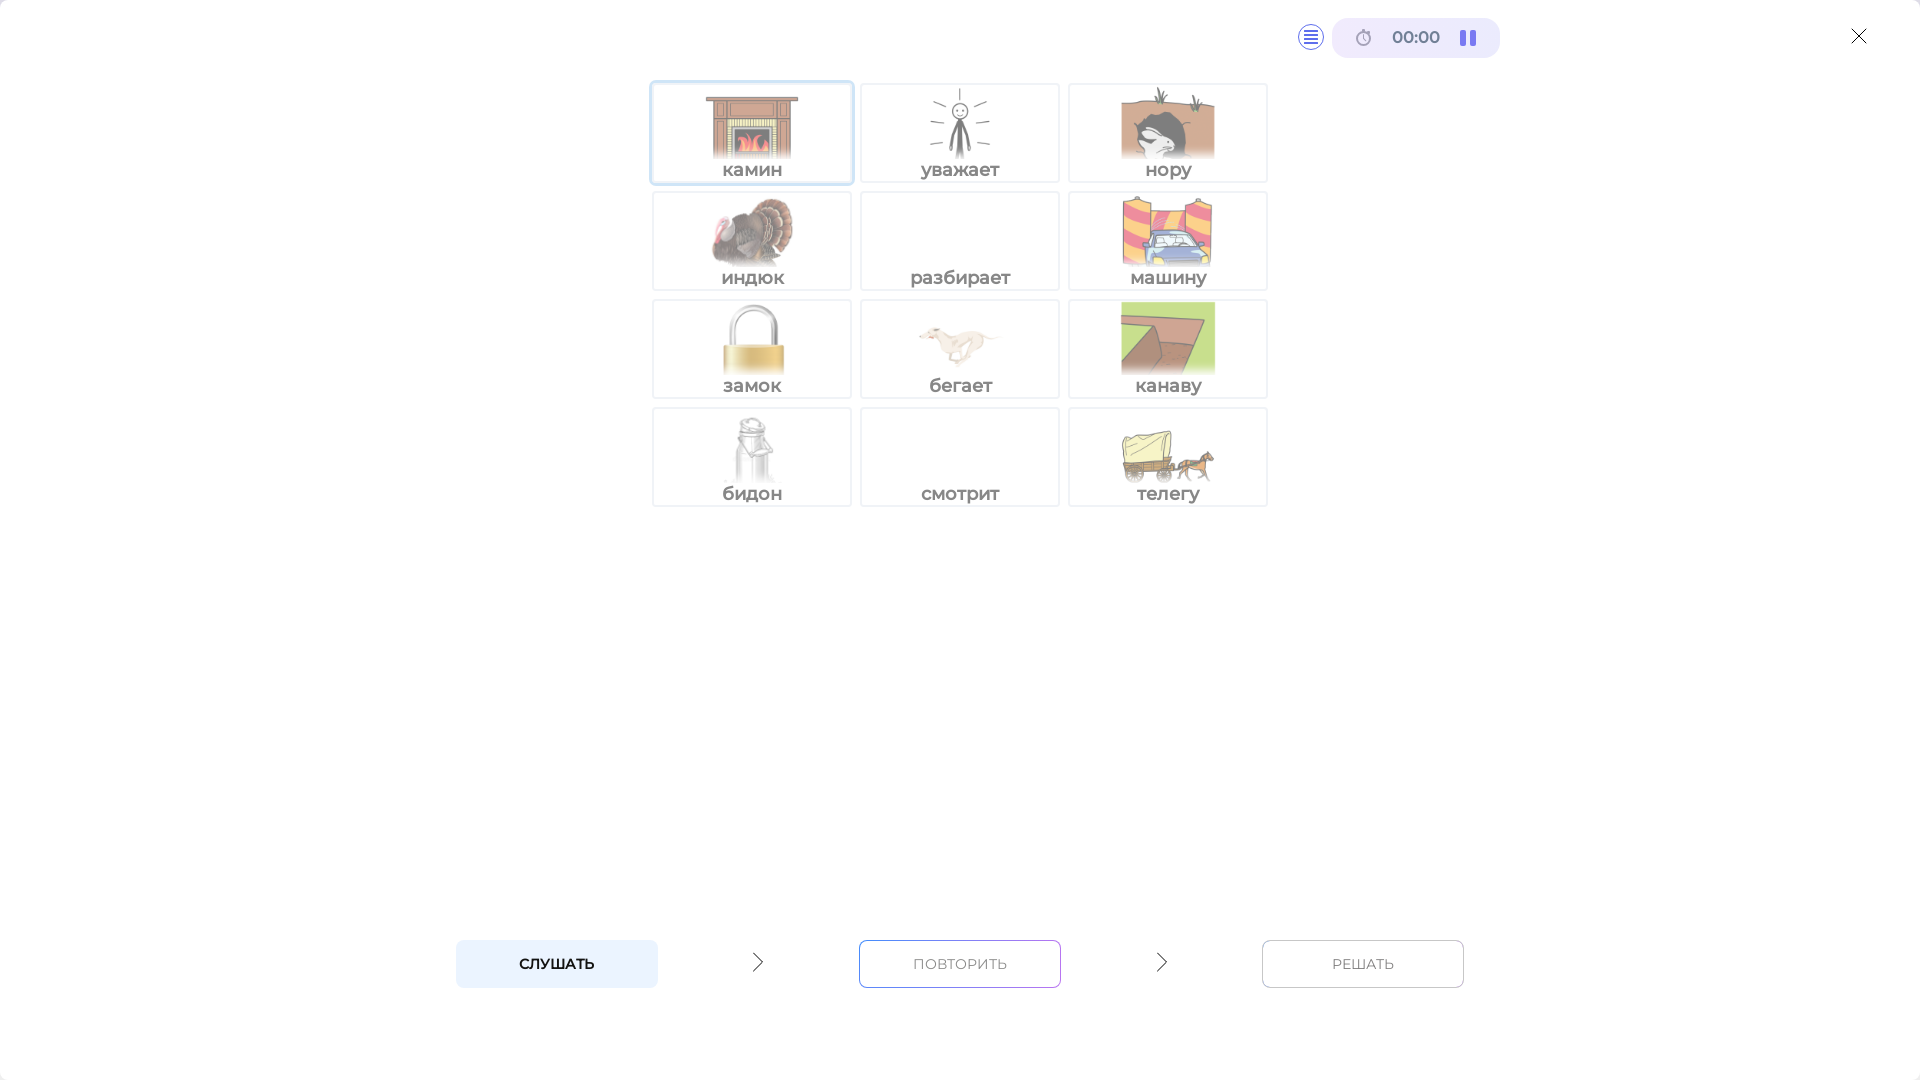 00:00
камин уважает нору
индюк разбирает машину
замок бегает канаву
бидон смотрит телегу
СЛУШАТЬ ПОВТОРИТЬ РЕШАТЬ